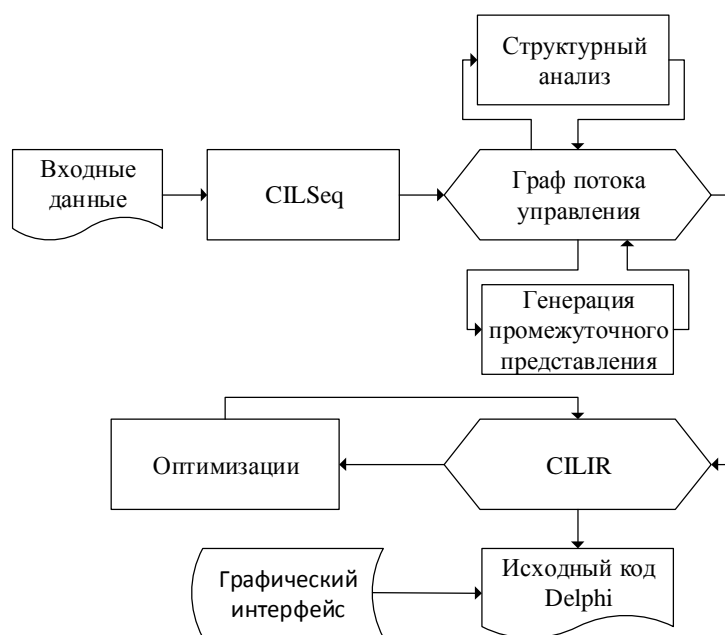 Структурный
анализ
Входные
данные
CILSeq
Граф потока
управления
Генерация
промежуточного
представления
Оптимизации
CILIR
Графический
интерфейс
Исходный код
Delphi